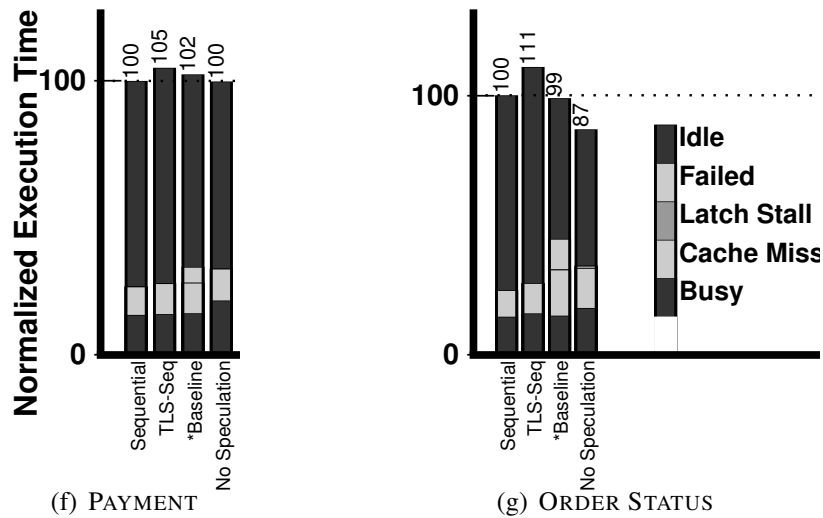 Normalized Execution Time
100
0
100
105
102
100
Sequential
TLS-Seq
*Baseline
No Speculation
(f) PAYMENT
100
0
100
111
99
87
Sequential
TLS-Seq
*Baseline
No Speculation
Idle
Failed
Latch Stall
Cache Miss
Busy
(g) ORDER STATUS